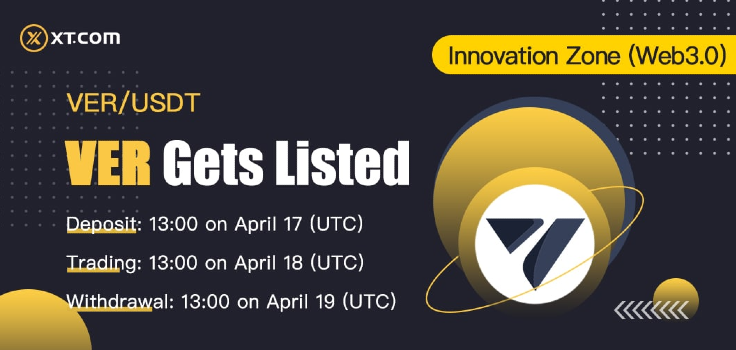 XT.COM
Innovation Zone (Web3.0)
VER/USDT
VER Gets Listed
Deposit: 13:00 on April 17 (UTC)
Trading: 13:00 on April 18 (UTC)
Withdrawal: 13:00 on April 19 (UTC)